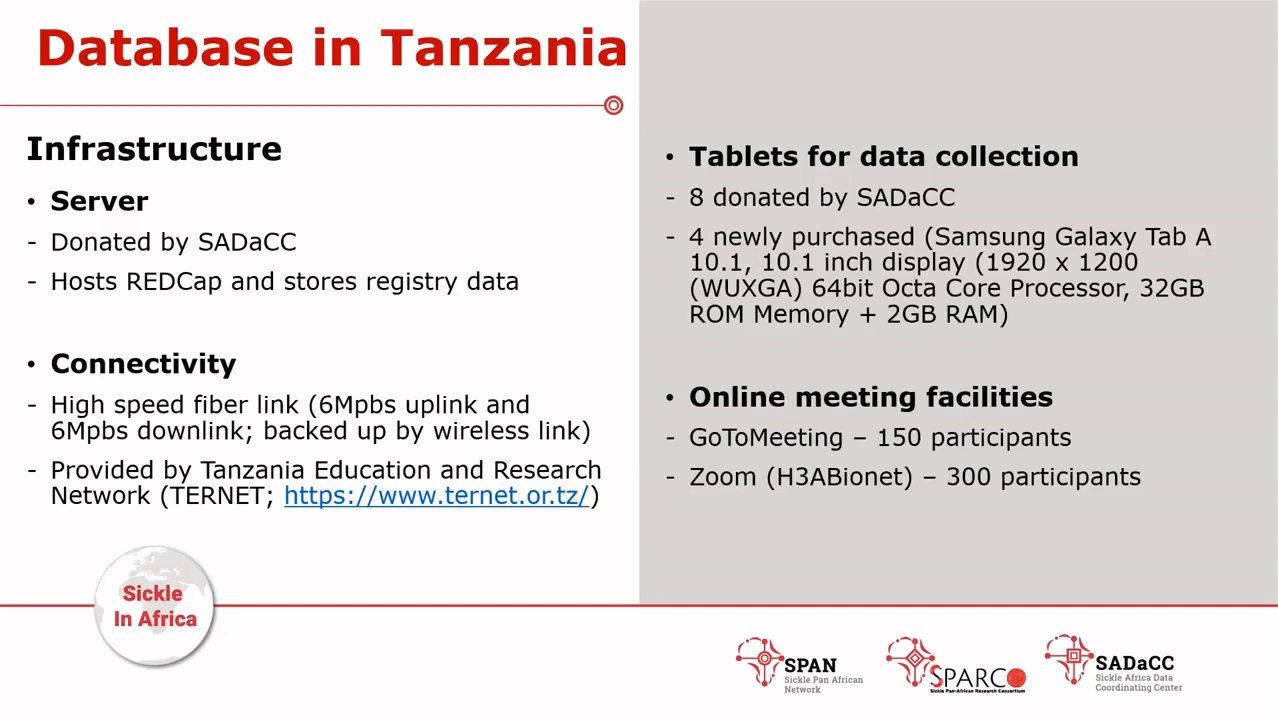 Database in Tanzania
Infrastructure
• Server
- Donated by SADaCC
- Hosts REDCap and stores registry data
• Connectivity
- High speed fiber link (6Mpbs uplink and
6Mpbs downlink; backed up by wireless link)
- Provided by Tanzania Education and Research
Network (TERNET; https://www.ternet.or.tz/)
• Tablets for data collection
- 8 donated by SADaCC
- 4 newly purchased (Samsung Galaxy Tab A
10.1, 10.1 inch display (1920 x 1200
(WUXGA) 64bit Octa Core Processor, 32GB
ROM Memory + 2GB RAM)
• Online meeting facilities
- GoToMeeting – 150 participants
- Zoom (H3ABionet) – 300 participants
Sickle
In Africa
SPAN
Sickle Pan African
Network
SPARCO
Sickle Pan-African Research Consortium
SADaCC
Sickle Africa Data
Coordinating Center